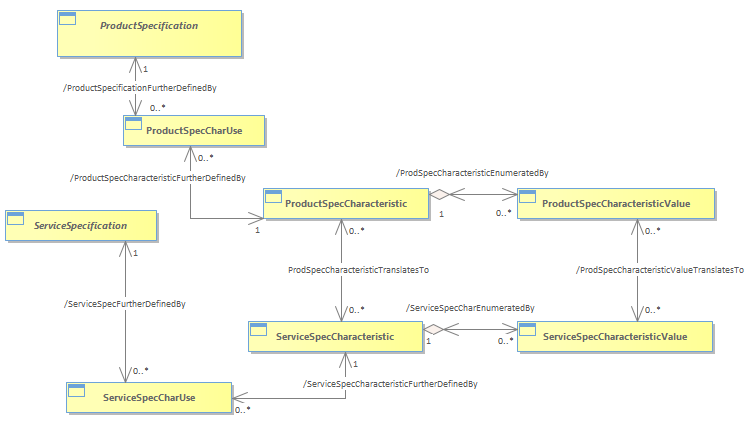 ProductSpecification
1
/ProductSpecificationFurtherDefinedBy
0..*
ProductSpecCharUse
0..*
/ProductSpecCharacteristicFurtherDefinedBy
/ProdSpecCharacteristicEnumeratedBy
ProductSpecCharacteristic
ProductSpecCharacteristicValue
1
0..*
ServiceSpecification
1
0..*
0..*
1
ProdSpecCharacteristicTranslatesTo
/ProdSpecCharacteristicValueTranslatesTo
/ServiceSpecFurtherDefinedBy
0..*
/ServiceSpecCharEnumeratedBy
0..*
ServiceSpecCharacteristic
ServiceSpecCharacteristicValue
1
0..*
1
0..*
/ServiceSpecCharacteristicFurtherDefinedBy
ServiceSpecCharUse
0..*